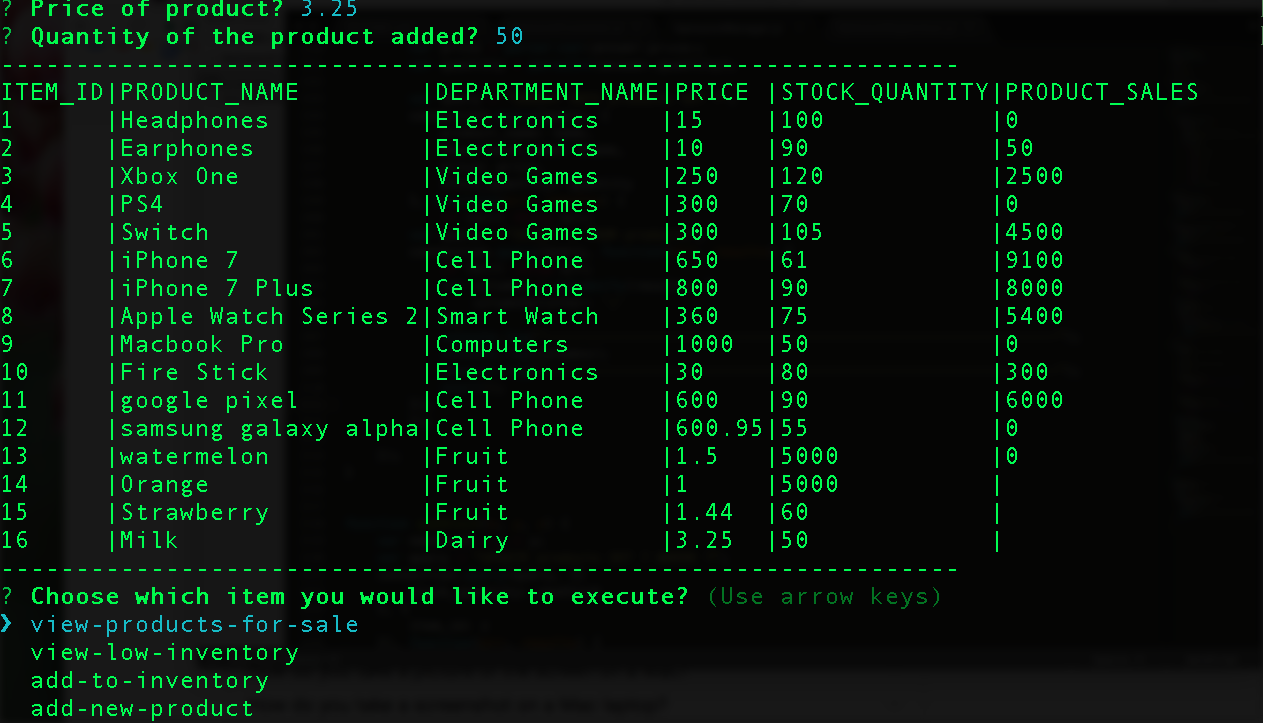 ? Price of product? 3.25
? Quantity of the product added? 50
----------------------------------------------------------------
ITEM_ID|PRODUCT_NAME        |DEPARTMENT_NAME|PRICE |STOCK_QUANTITY|PRODUCT_SALES
1      |Headphones          |Electronics    |15    |100           |0
2      |Earphones           |Electronics    |10    |90            |50
3      |Xbox One            |Video Games    |250   |120           |2500
4      |PS4                 |Video Games    |300   |70            |0
5      |Switch              |Video Games    |300   |105           |4500
6      |iPhone 7            |Cell Phone     |650   |61            |9100
7      |iPhone 7 Plus       |Cell Phone     |800   |90            |8000
8      |Apple Watch Series 2|Smart Watch    |360   |75            |5400
9      |Macbook Pro         |Computers      |1000  |50            |0
10     |Fire Stick          |Electronics    |30    |80            |300
11     |google pixel        |Cell Phone     |600   |90            |6000
12     |samsung galaxy alpha|Cell Phone     |600.95|55            |0
13     |watermelon          |Fruit          |1.5   |5000          |0
14     |Orange              |Fruit          |1     |5000          |
15     |Strawberry          |Fruit          |1.44  |60            |
16     |Milk                |Dairy          |3.25  |50            |
----------------------------------------------------------------
? Choose which item you would like to execute? (Use arrow keys)
❯ view-products-for-sale
  view-low-inventory
  add-to-inventory
  add-new-product